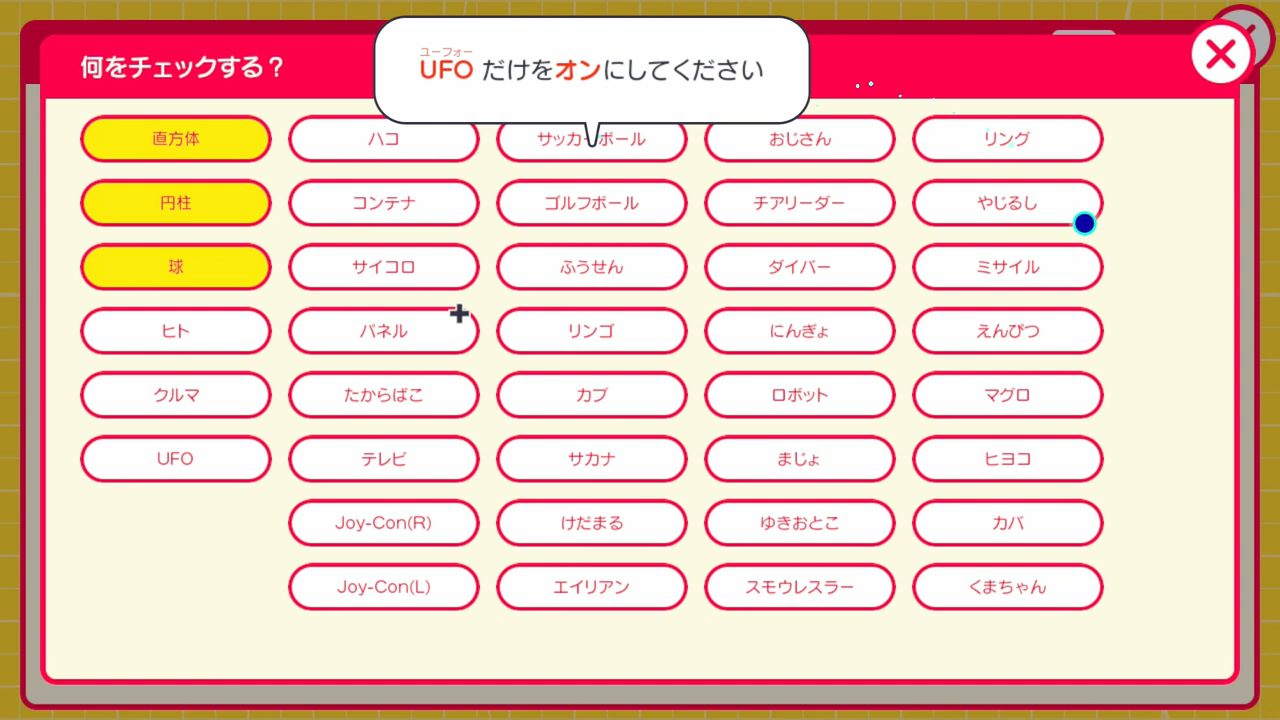 何をチェックする？
ユーフォー
UFO だけをオンにしてください
直方体 ハコ サッカーボール おじさん リング
円柱 コンテナ ゴルフボール チアリーダー やじるし
球 サイコロ ふうせん ダイバー ミサイル
ヒト パネル リンゴ にんぎょ えんぴつ
クルマ たからばこ カブ ロボット マグロ
UFO テレビ サカナ まじょ ヒヨコ
Joy-Con(R) けだまる ゆきおとこ カバ
Joy-Con(L) エイリアン スモウレスラー くまちゃん